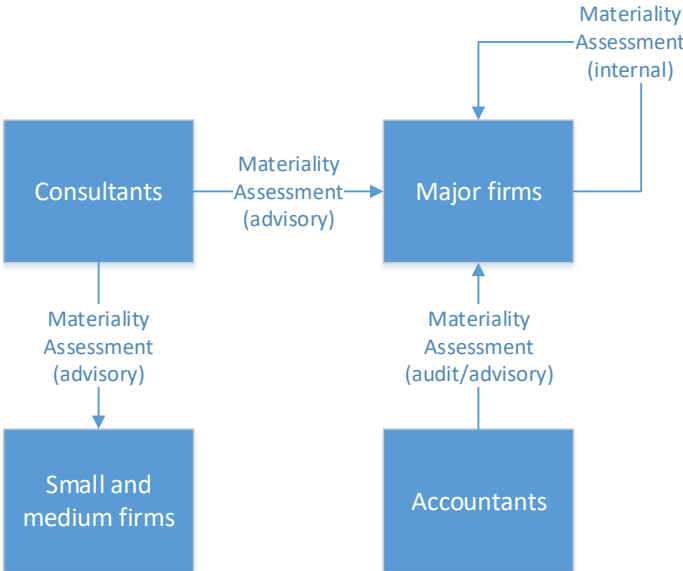 Materiality
Assessment
(internal)
Consultants
Materiality
Assessment
(advisory)
Major firms
Materiality
Assessment
(advisory)
Materiality
Assessment
(audit/advisory)
Small and
medium firms
Accountants